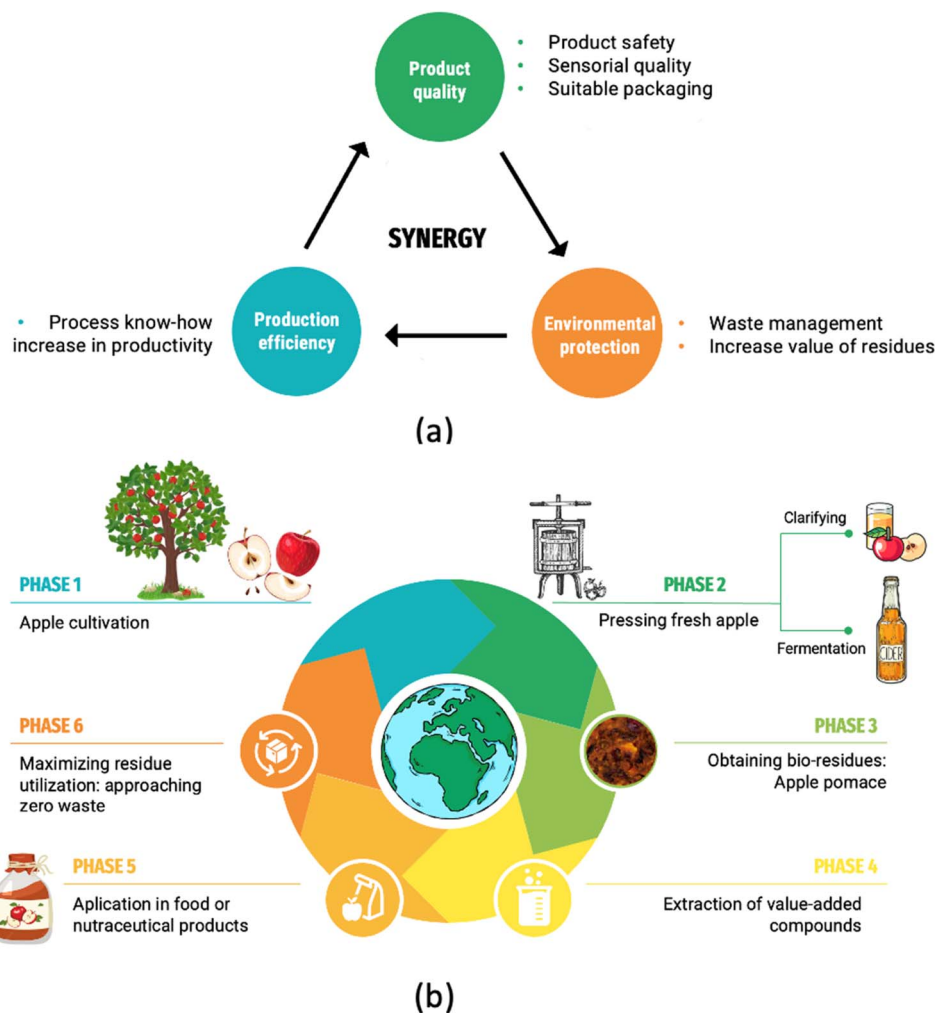 Product
quality
• Product safety
• Sensorial quality
• Suitable packaging
SYNERGY
• Process know-how
increase in productivity
Production
efficiency
Environmental
protection
• Waste management
• Increase value of residues
(a)
PHASE 1
Apple cultivation
PHASE 2
Pressing fresh apple
Clarifying
Fermentation
CIDER
PHASE 6
Maximizing residue
utilization: approaching
zero waste
PHASE 3
Obtaining bio-residues:
Apple pomace
PHASE 5
Aplication in food or
nutraceutical products
PHASE 4
Extraction of value-added
compounds
(b)